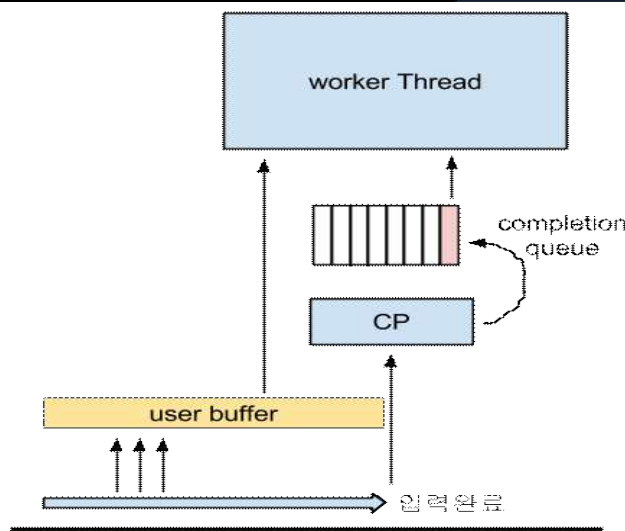 worker Thread
completion
queue
CP
user buffer
입력완료